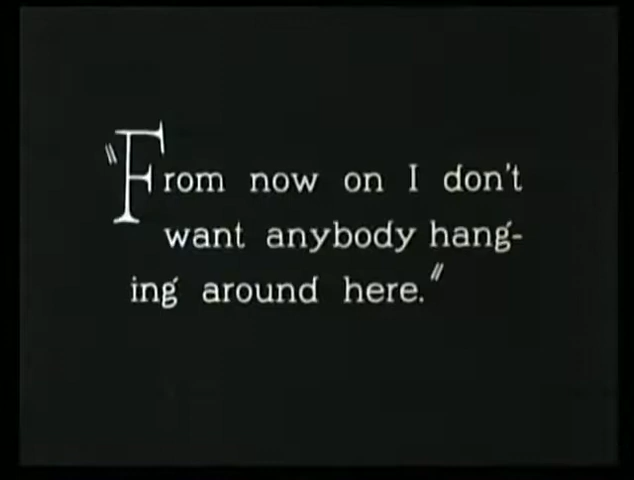 "From now on I don't
want anybody hang-
ing around here."